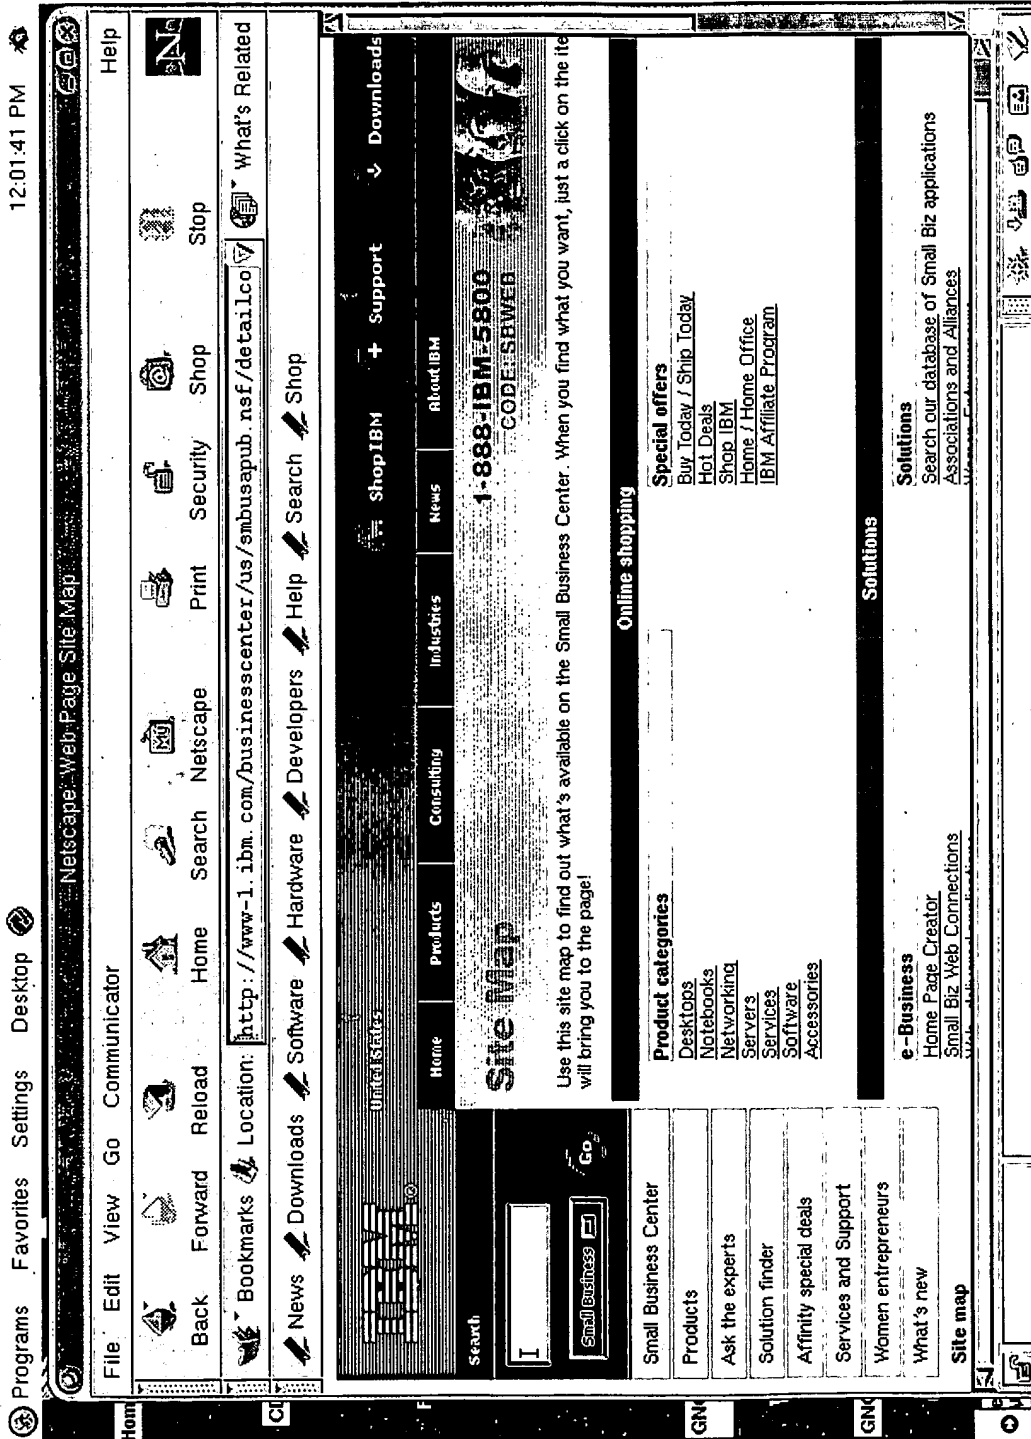 Programs Favorites Settings Desktop 12:01:41 PM
Netscape: Web Page Site Map
File Edit View Go Communicator Help
Back Forward Reload Home Search Netscape Print Security Shop Stop
Bookmarks Location: http://www-1.ibm.com/businesscenter/us/smbusapub.nsf/detailco What's Related
News Downloads Software Hardware Developers Help Search Shop
IBM United States ShopIBM + Support Downloads
Home Products Consulting Industries News About IBM
Search
Small Business Go
Small Business Center
Products
Ask the experts
Solution finder
Affinity special deals
Services and Support
Women entrepreneurs
What's new
Site map
Site Map
1-888-IBM-5800
CODE:SBWEB
Use this site map to find out what's available on the Small Business Center. When you find what you want, just a click on the ite
will bring you to the page!
Online shopping
Product categories
Desktops
Notebooks
Networking
Servers
Services
Software
Accessories
Special offers
Buy Today / Ship Today
Hot Deals
Shop IBM
Home / Home Office
IBM Affiliate Program
Solutions
e-Business
Home Page Creator
Small Biz Web Connections
Solutions
Search our database of Small Biz applications
Associations and Alliances
Hom
CD
F
GN
GN